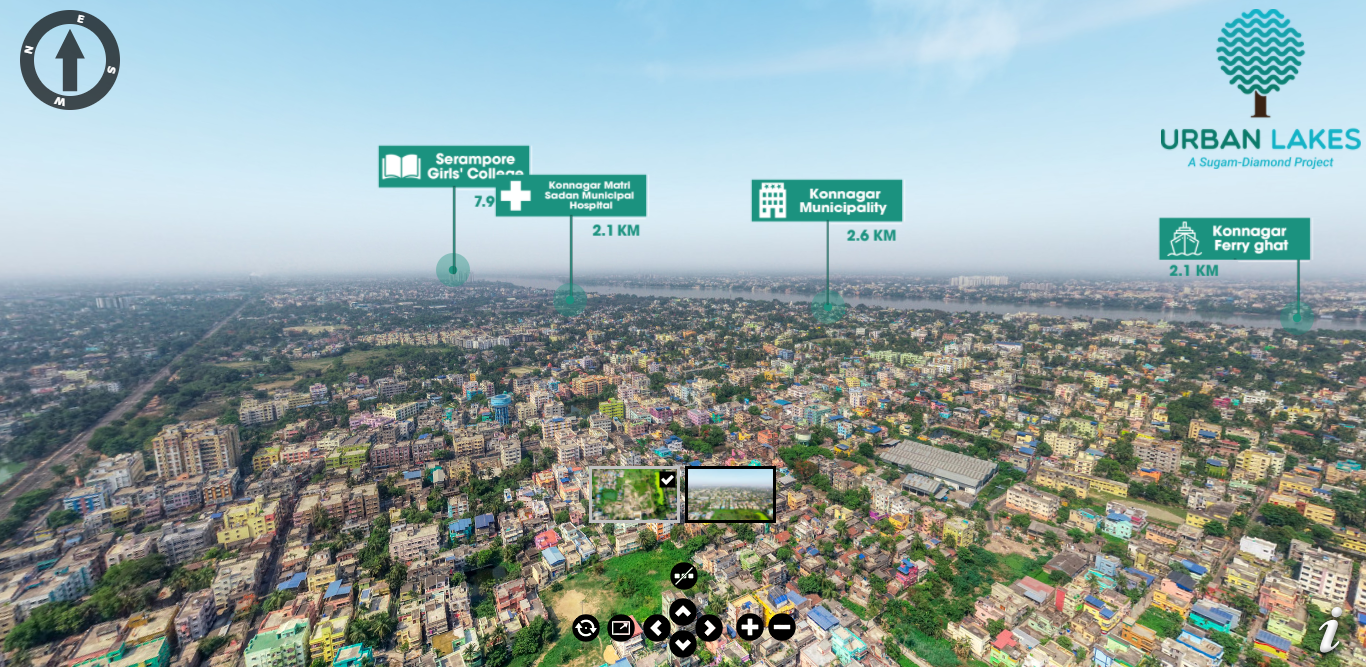 E
N
S
W
URBAN LAKES
A Sugam-Diamond Project
Serampore
Girls' College
7.9
Konnagar Matri
Sadan Municipal
Hospital
2.1 KM
Konnagar
Municipality
2.6 KM
Konnagar
Ferry ghat
2.1 KM
i